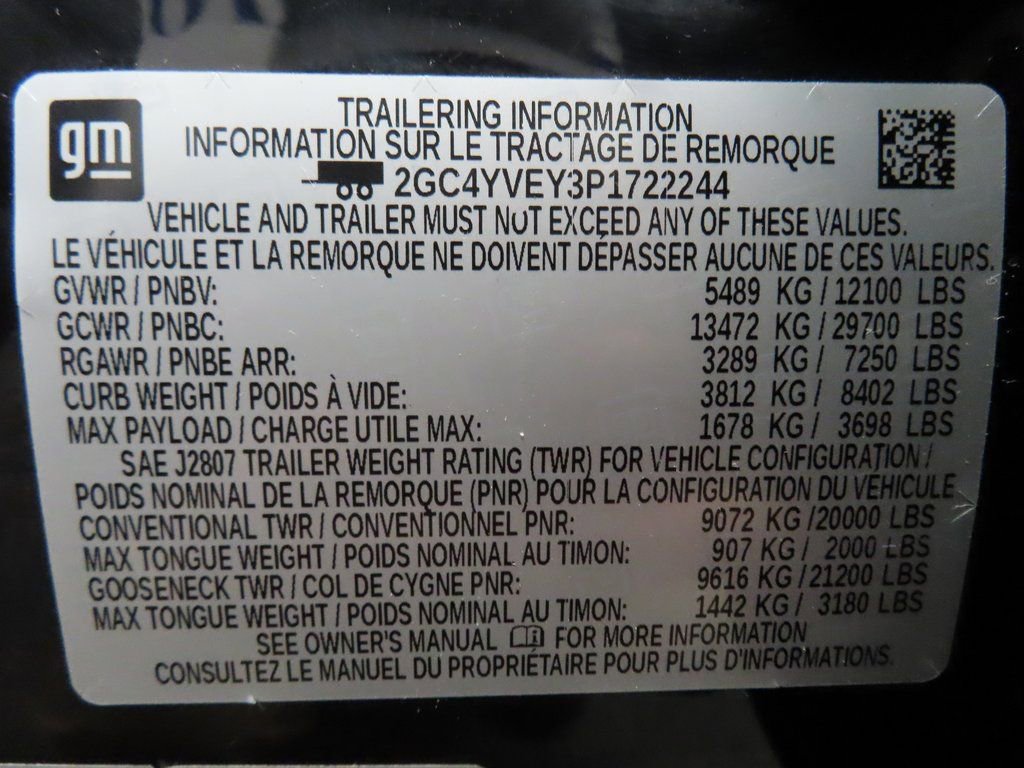 gm
TRAILERING INFORMATION
INFORMATION SUR LE TRACTAGE DE REMORQUE
2GC4YVEY3P1722244
VEHICLE AND TRAILER MUST NOT EXCEED ANY OF THESE VALUES.
LE VÉHICULE ET LA REMORQUE NE DOIVENT DÉPASSER AUCUNE DE CES VALEURS.
GVWR / PNBV: 5489 KG / 12100 LBS
GCWR / PNBC: 13472 KG / 29700 LBS
RGAWR / PNBE ARR: 3289 KG / 7250 LBS
CURB WEIGHT / POIDS À VIDE: 3812 KG / 8402 LBS
MAX PAYLOAD / CHARGE UTILE MAX: 1678 KG / 3698 LBS
SAE J2807 TRAILER WEIGHT RATING (TWR) FOR VEHICLE CONFIGURATION /
POIDS NOMINAL DE LA REMORQUE (PNR) POUR LA CONFIGURATION DU VÉHICULE
CONVENTIONAL TWR / CONVENTIONNEL PNR: 9072 KG /20000 LBS
MAX TONGUE WEIGHT / POIDS NOMINAL AU TIMON: 907 KG / 2000 LBS
GOOSENECK TWR / COL DE CYGNE PNR: 9616 KG /21200 LBS
MAX TONGUE WEIGHT / POIDS NOMINAL AU TIMON: 1442 KG / 3180 LBS
SEE OWNER'S MANUAL FOR MORE INFORMATION
CONSULTEZ LE MANUEL DU PROPRIÉTAIRE POUR PLUS D'INFORMATIONS.